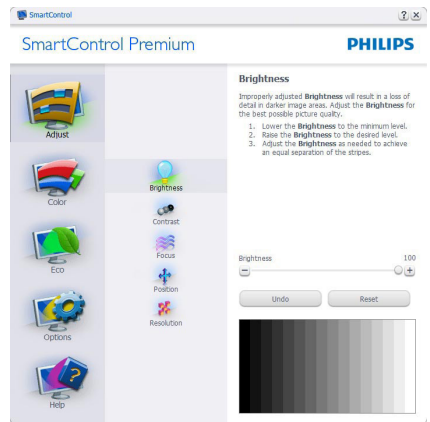 SmartControl
? ×
SmartControl Premium
PHILIPS
Adjust
Color
Eco
Options
Help
Brightness
Contrast
Focus
Position
Resolution
Brightness
Improperly adjusted Brightness will result in a loss of
detail in darker image areas. Adjust the Brightness for
the best possible picture quality.
1. Lower the Brightness to the minimum level.
2. Raise the Brightness to the desired level.
3. Adjust the Brightness as needed to achieve
an equal separation of the stripes.
Brightness 100
Undo Reset